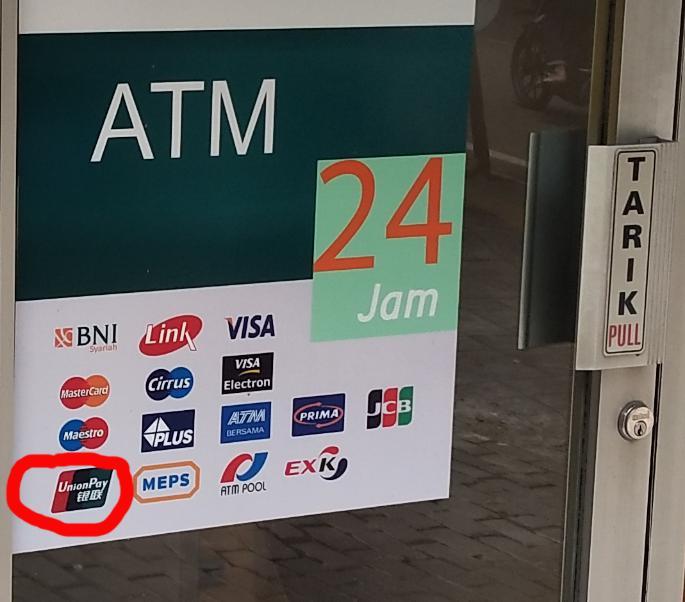 ATM
24
Jam
BNI
Syariah
Link
VISA
MasterCard
Cirrus
VISA
Electron
Maestro
PLUS
ATM
BERSAMA
PRIMA
JCB
UnionPay
银联
MEPS
ATM POOL
EXK
TARIK
PULL